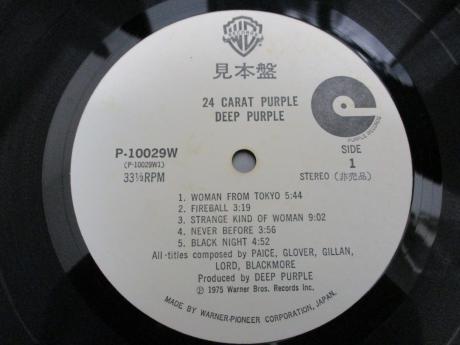 見本盤
24 CARAT PURPLE
DEEP PURPLE
PURPLE RECORDS
P-10029W
(P-10029W1)
33⅓RPM
SIDE
1
STEREO (非売品)
1. WOMAN FROM TOKYO 5:44
2. FIREBALL 3:19
3. STRANGE KIND OF WOMAN 9:02
4. NEVER BEFORE 3:56
5. BLACK NIGHT 4:52
All titles composed by PAICE, GLOVER, GILLAN,
LORD, BLACKMORE
Produced by DEEP PURPLE
Ⓟ 1975 Warner Bros. Records Inc.
MADE BY WARNER-PIONEER CORPORATION, JAPAN.